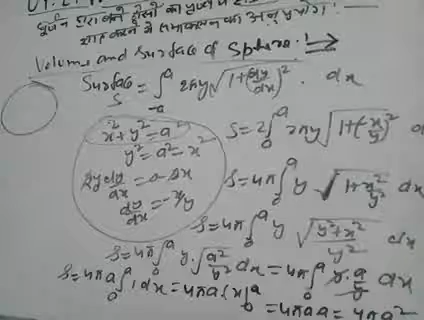 घूर्णन द्वारा बने ठोसों का पृष्ठ
ज्ञात करने में समाकलन का अनुप्रयोग।
Volume and Surface of Sphere: ⇒
Surface S = ∫_{-a}^{a} 2πy√(1+(dy/dx)²) · dx
x²+y²=a²
S = 2∫_0^a 2πy√(1+(-x/y)²) d
y²=a²-x²
2y dy/dx = 0-2x
S=4π∫_0^a y √(1+x²/y²) dx
dy/dx = -x/y
S=4π∫_0^a y √((y²+x²)/y²) dx
S=4π∫_0^a y·√(a²/y²) dx = 4π∫_0^a y·a/y dx
S=4πa∫_0^a 1·dx = 4πa[x]_0^a
=4πaa=4πa²